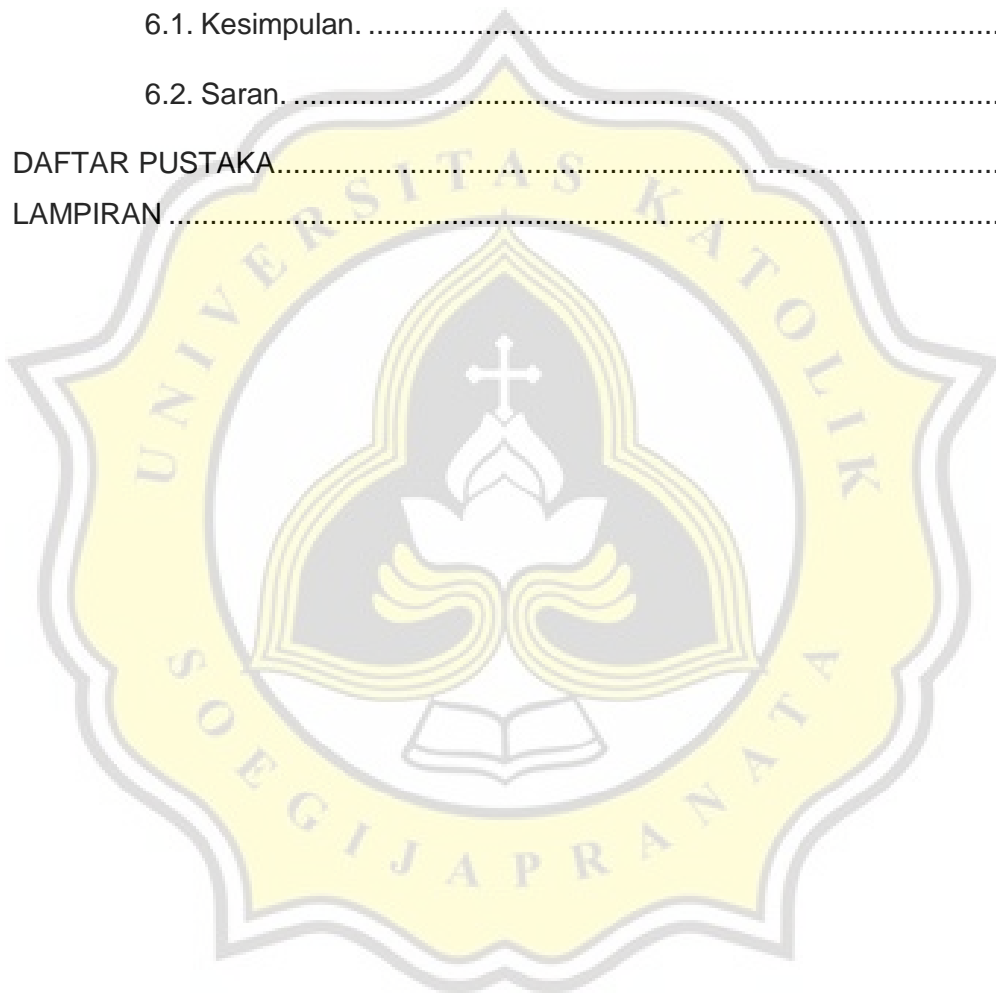 6.1. Kesimpulan. ............................................................................
6.2. Saran. .....................................................................................
DAFTAR PUSTAKA.......................................................................................
LAMPIRAN ....................................................................................................
UNIVERSITAS KATOLIK
SOEGIJAPRANATA